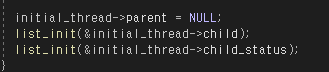 initial_thread->parent = NULL;
list_init(&initial_thread->child);
list_init(&initial_thread->child_status);
}